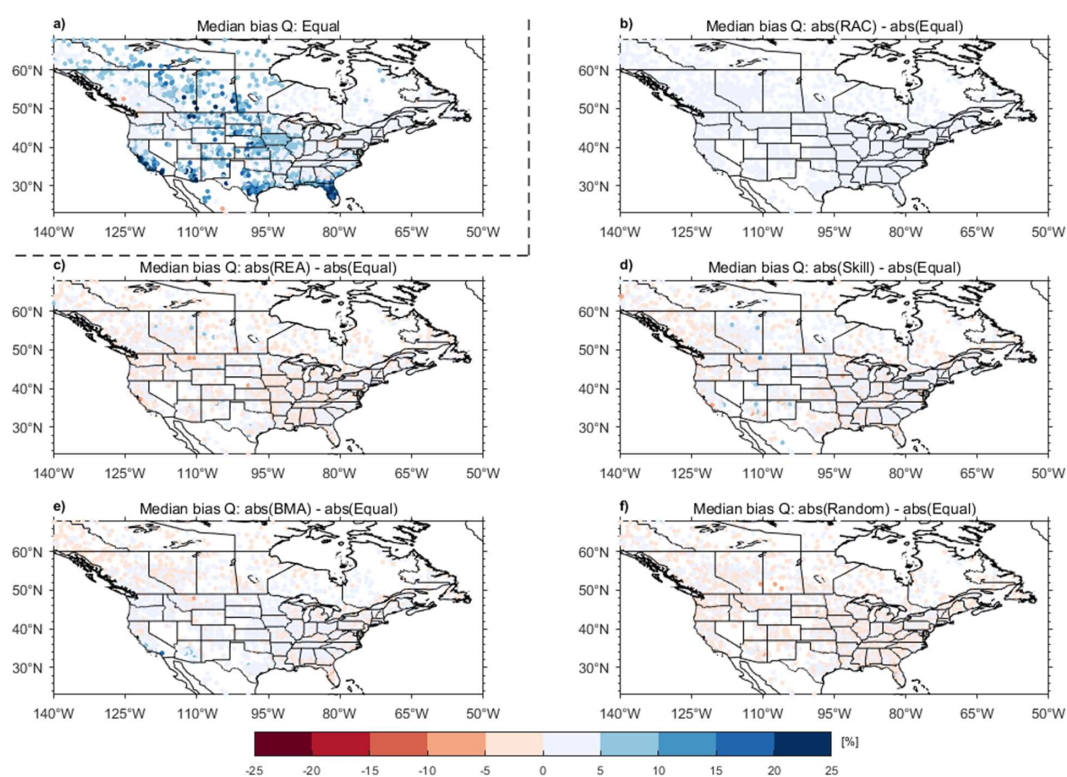 a) Median bias Q: Equal
60°N
50°N
40°N
30°N
140°W 125°W 110°W 95°W 80°W 65°W 50°W
b) Median bias Q: abs(RAC) - abs(Equal)
60°N
50°N
40°N
30°N
140°W 125°W 110°W 95°W 80°W 65°W 50°W
c) Median bias Q: abs(REA) - abs(Equal)
60°N
50°N
40°N
30°N
140°W 125°W 110°W 95°W 80°W 65°W 50°W
d) Median bias Q: abs(Skill) - abs(Equal)
60°N
50°N
40°N
30°N
140°W 125°W 110°W 95°W 80°W 65°W 50°W
e) Median bias Q: abs(BMA) - abs(Equal)
60°N
50°N
40°N
30°N
140°W 125°W 110°W 95°W 80°W 65°W 50°W
f) Median bias Q: abs(Random) - abs(Equal)
60°N
50°N
40°N
30°N
140°W 125°W 110°W 95°W 80°W 65°W 50°W
[%]
-25 -20 -15 -10 -5 0 5 10 15 20 25